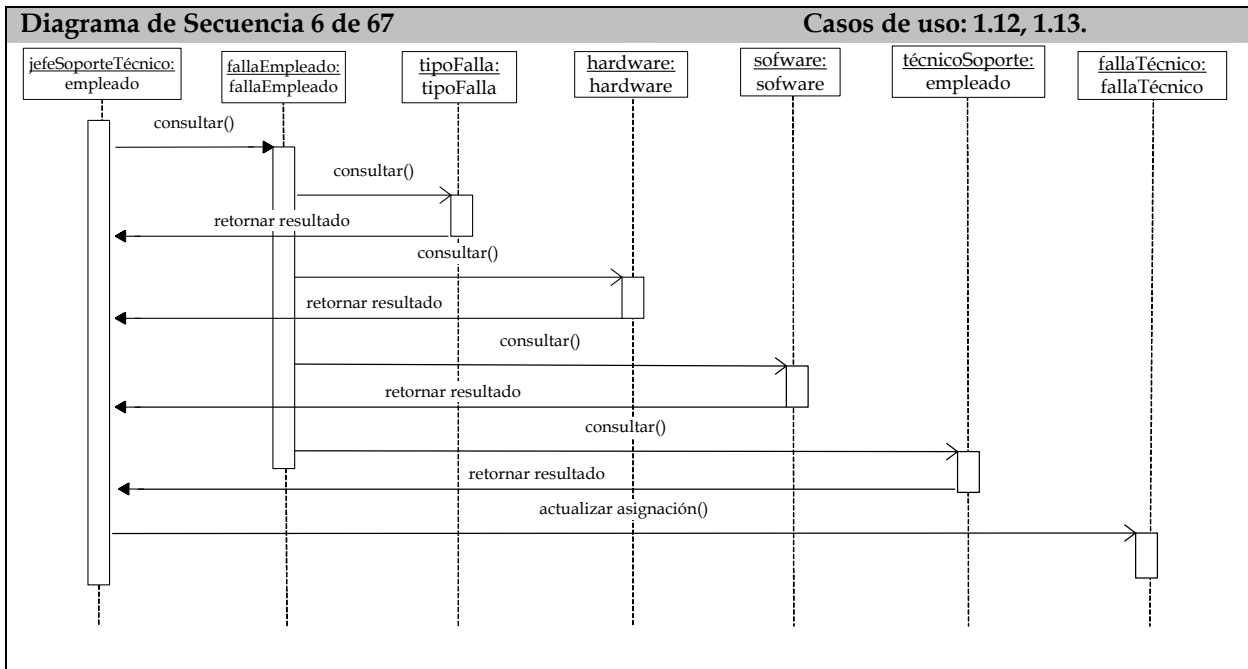 Diagrama de Secuencia 6 de 67 Casos de uso: 1.12, 1.13.
jefeSoporteTécnico:
empleado
fallaEmpleado:
fallaEmpleado
tipoFalla:
tipoFalla
hardware:
hardware
sofware:
sofware
técnicoSoporte:
empleado
fallaTécnico:
fallaTécnico
consultar()
consultar()
retornar resultado
consultar()
retornar resultado
consultar()
retornar resultado
consultar()
retornar resultado
actualizar asignación()